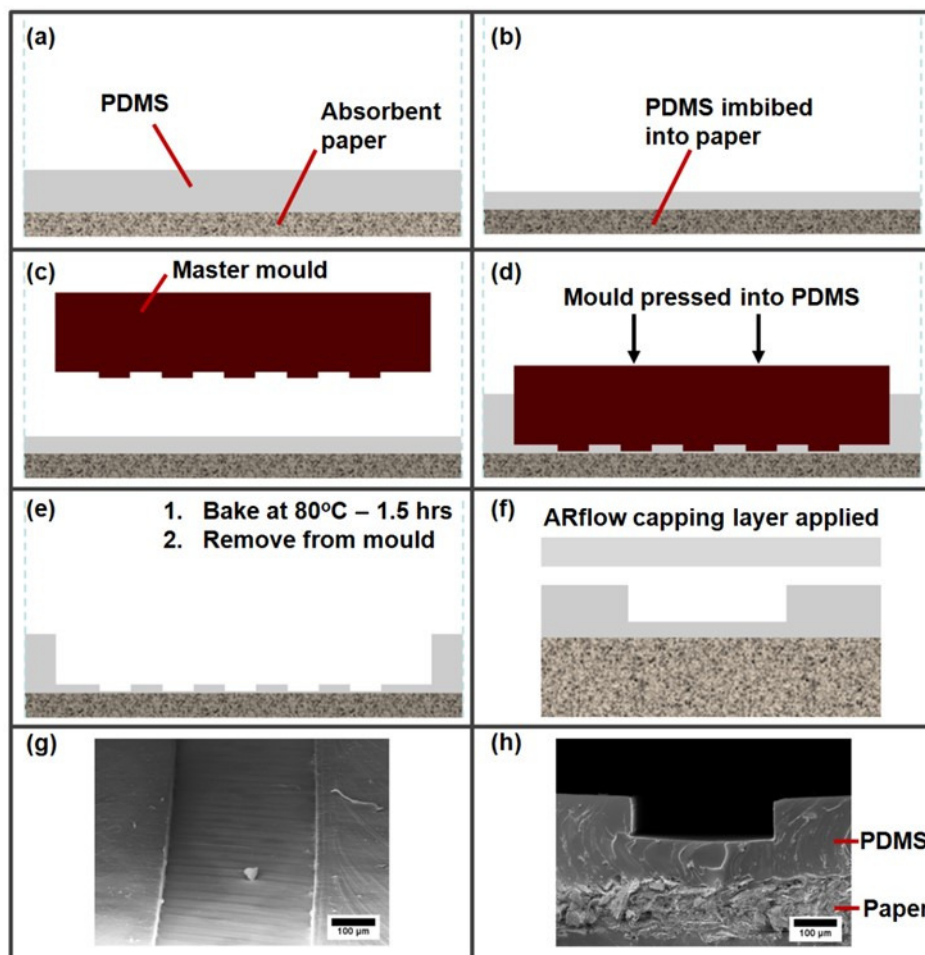 (a)
PDMS
Absorbent
paper
(b)
PDMS imbibed
into paper
(c)
Master mould
(d)
Mould pressed into PDMS
(e)
1. Bake at 80°C – 1.5 hrs
2. Remove from mould
(f)
ARflow capping layer applied
(g)
100 µm
(h)
PDMS
Paper
100 µm